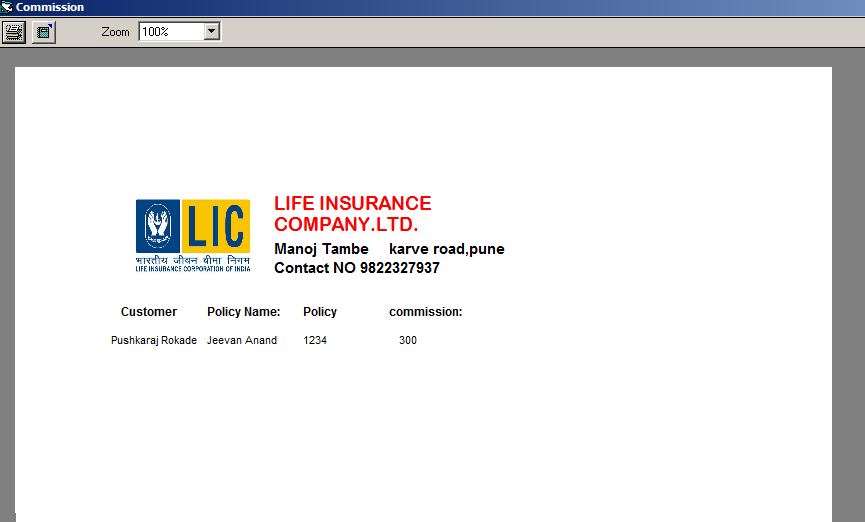 Commission
Zoom 100%
LIC
भारतीय जीवन बीमा निगम
LIFE INSURANCE CORPORATION OF INDIA
LIFE INSURANCE
COMPANY.LTD.
Manoj Tambe karve road,pune
Contact NO 9822327937
Customer Policy Name: Policy commission:
Pushkaraj Rokade Jeevan Anand 1234 300